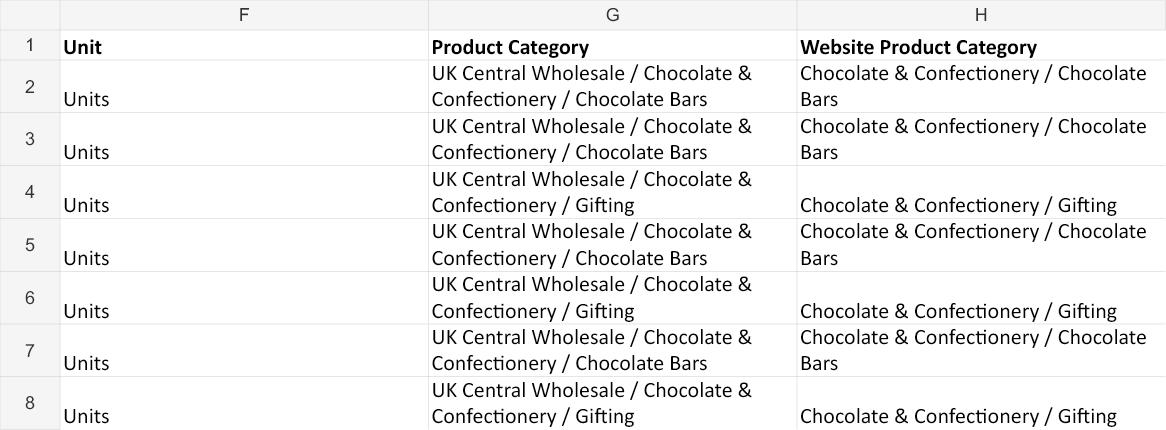 F G H
1 Unit Product Category Website Product Category
UK Central Wholesale / Chocolate & Chocolate & Confectionery / Chocolate
2 Units Confectionery / Chocolate Bars Bars
UK Central Wholesale / Chocolate & Chocolate & Confectionery / Chocolate
3 Units Confectionery / Chocolate Bars Bars
UK Central Wholesale / Chocolate &
4 Units Confectionery / Gifting Chocolate & Confectionery / Gifting
UK Central Wholesale / Chocolate & Chocolate & Confectionery / Chocolate
5 Units Confectionery / Chocolate Bars Bars
UK Central Wholesale / Chocolate &
6 Units Confectionery / Gifting Chocolate & Confectionery / Gifting
UK Central Wholesale / Chocolate & Chocolate & Confectionery / Chocolate
7 Units Confectionery / Chocolate Bars Bars
UK Central Wholesale / Chocolate &
8 Units Confectionery / Gifting Chocolate & Confectionery / Gifting